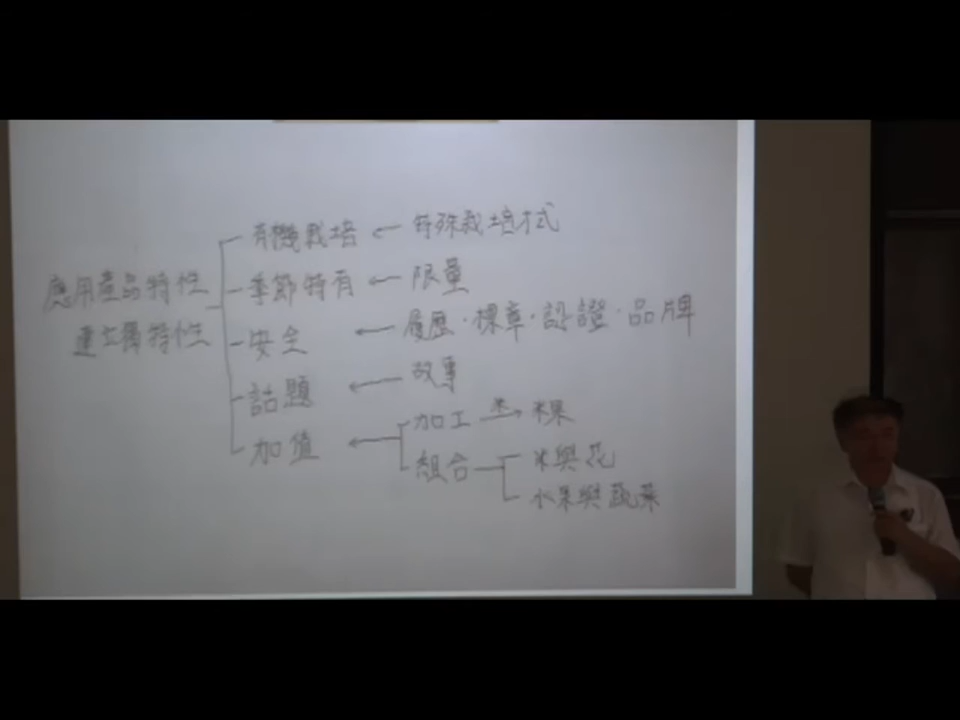 有機栽培 ← 特殊栽培式
應用產品特性 季節特有 ← 限量
建立獨特性 安全 ← 履歷·標章·認證·品牌
話題 ← 故事
加值 ← 加工 米→ 米果
組合 米與花
水果與蔬菜